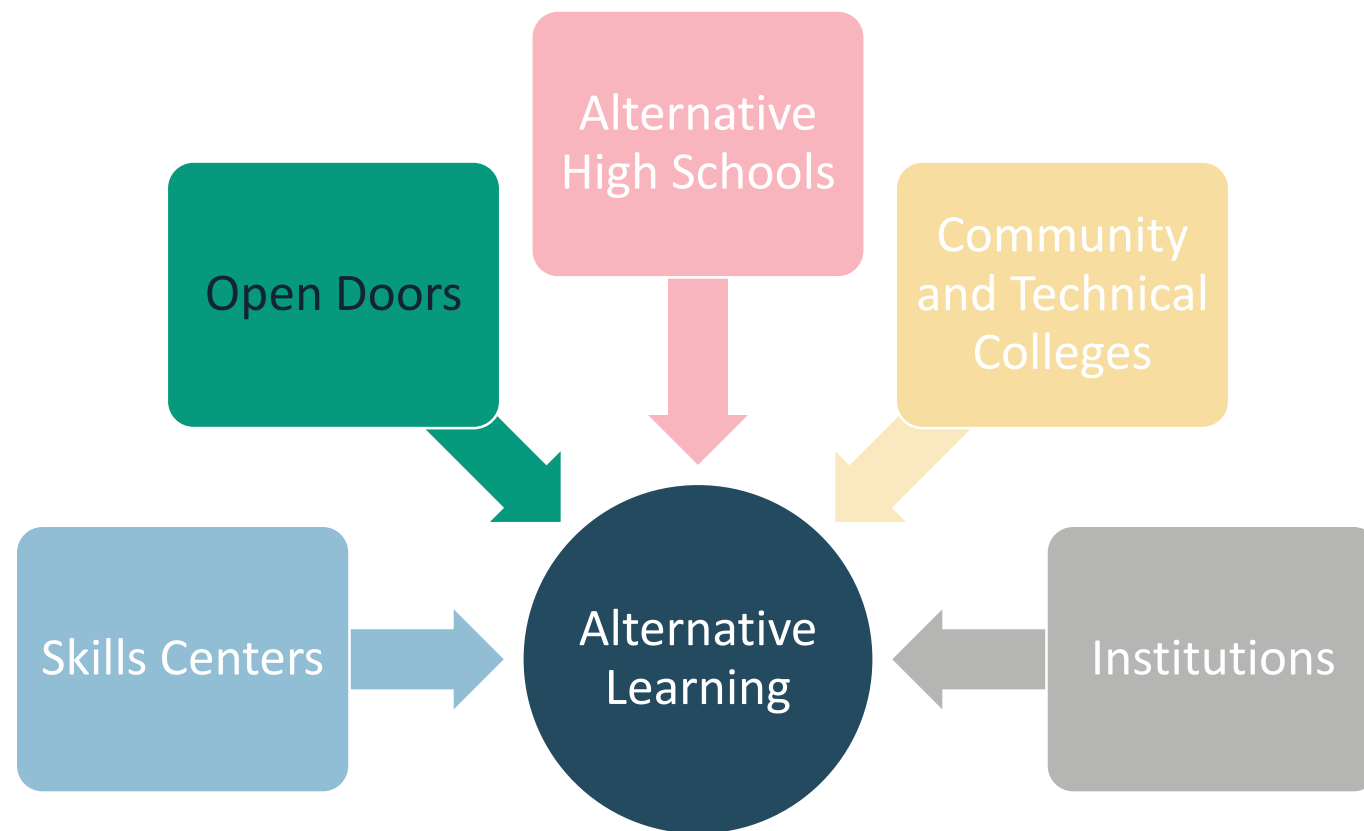 Alternative
High Schools
Open Doors
Community
and Technical
Colleges
Skills Centers
Alternative
Learning
Institutions